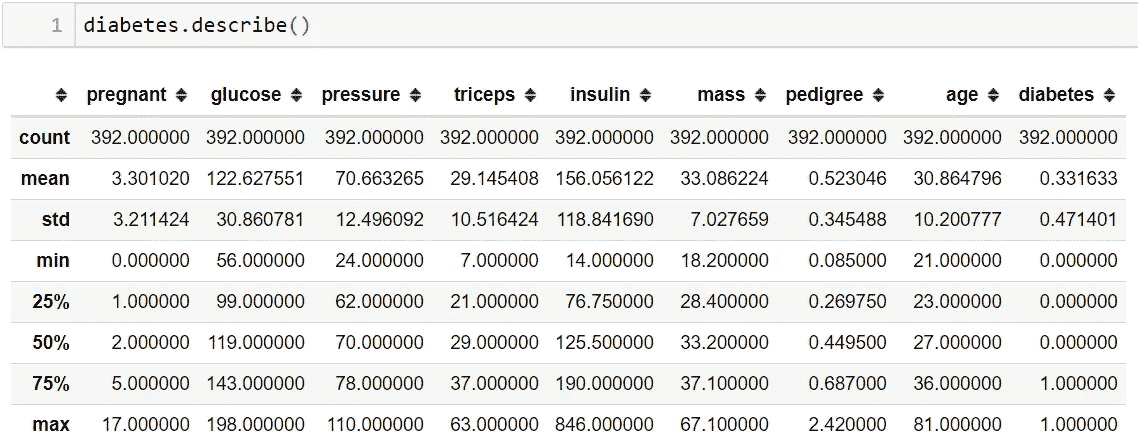 1 diabetes.describe()
pregnant glucose pressure triceps insulin mass pedigree age diabetes
count 392.000000 392.000000 392.000000 392.000000 392.000000 392.000000 392.000000 392.000000 392.000000
mean 3.301020 122.627551 70.663265 29.145408 156.056122 33.086224 0.523046 30.864796 0.331633
std 3.211424 30.860781 12.496092 10.516424 118.841690 7.027659 0.345488 10.200777 0.471401
min 0.000000 56.000000 24.000000 7.000000 14.000000 18.200000 0.085000 21.000000 0.000000
25% 1.000000 99.000000 62.000000 21.000000 76.750000 28.400000 0.269750 23.000000 0.000000
50% 2.000000 119.000000 70.000000 29.000000 125.500000 33.200000 0.449500 27.000000 0.000000
75% 5.000000 143.000000 78.000000 37.000000 190.000000 37.100000 0.687000 36.000000 1.000000
max 17.000000 198.000000 110.000000 63.000000 846.000000 67.100000 2.420000 81.000000 1.000000